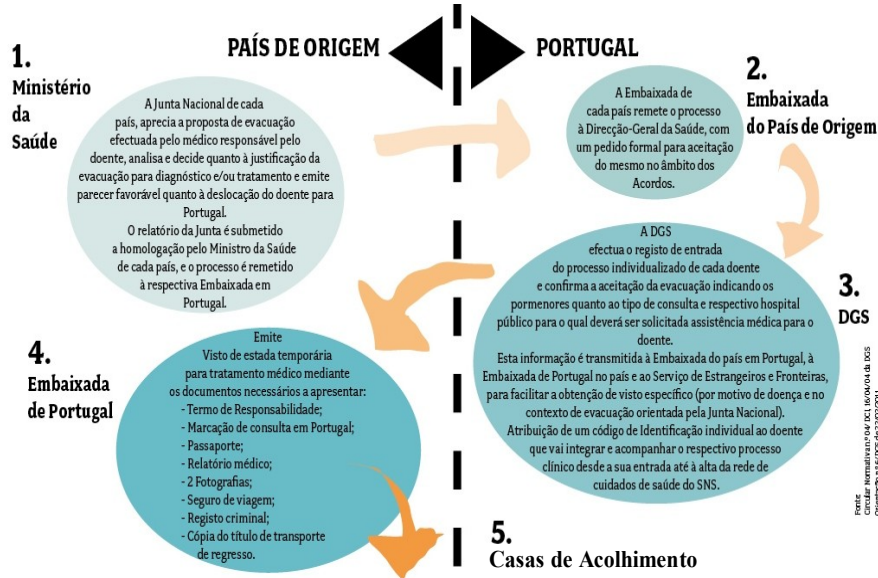 PAÍS DE ORIGEM
PORTUGAL
1.
Ministério
da
Saúde
A Junta Nacional de cada
país, aprecia a proposta de evacuação
efectuada pelo médico responsável pelo
doente, analisa e decide quanto à justificação da
evacuação para diagnóstico e/ou tratamento e emite
parecer favorável quanto à deslocação do doente para
Portugal.
O relatório da Junta é submetido
a homologação pelo Ministro da Saúde
de cada país, e o processo é remetido
à respectiva Embaixada em
Portugal.
2.
Embaixada
do País de Origem
A Embaixada de
cada país remete o processo
à Direcção-Geral da Saúde, com
um pedido formal para aceitação
do mesmo no âmbito dos
Acordos.
3.
DGS
A DGS
efectua o registo de entrada
do processo individualizado de cada doente
e confirma a aceitação da evacuação indicando os
pormenores quanto ao tipo de consulta e respectivo hospital
público para o qual deverá ser solicitada assistência médica para o
doente.
Esta informação é transmitida à Embaixada do país em Portugal, à
Embaixada de Portugal no país e ao Serviço de Estrangeiros e Fronteiras,
para facilitar a obtenção de visto específico (por motivo de doença e no
contexto de evacuação orientada pela Junta Nacional).
Atribuição de um código de Identificação individual ao doente
que vai integrar e acompanhar o respectivo processo
clínico desde a sua entrada até à alta da rede de
cuidados de saúde do SNS.
4.
Embaixada
de Portugal
Emite
Visto de estada temporária
para tratamento médico mediante
os documentos necessários a apresentar:
- Termo de Responsabilidade;
- Marcação de consulta em Portugal;
- Passaporte;
- Relatório médico;
- 2 Fotografias;
- Seguro de viagem;
- Registo criminal;
- Cópia do título de transporte
de regresso.
5.
Casas de Acolhimento
Fonte
Circular Normativa n.º 04/ DCI, 16/04/04 da DGS